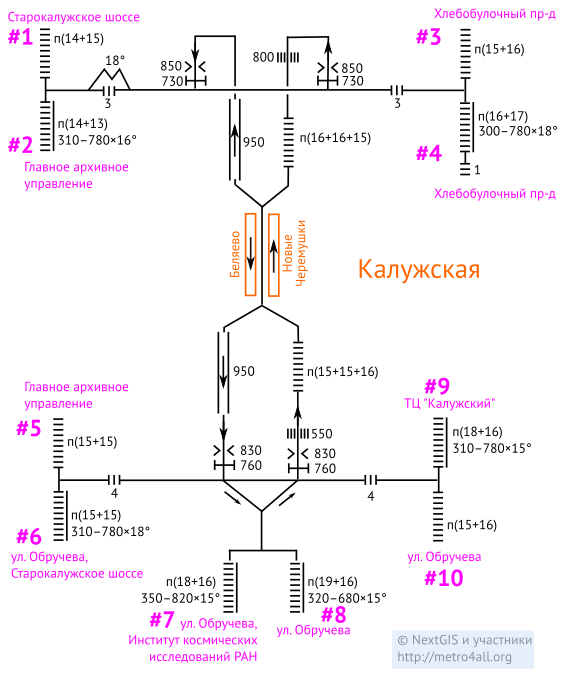 Старокалужское шоссе
#1
п(14+15)
18°
850
730
800
850
730
Хлебобулочный пр-д
#3
п(15+16)
3
3
#2
п(14+13)
310–780×16°
Главное архивное
управление
950
п(16+16+15)
п(16+17)
300–780×18°
#4
1
Хлебобулочный пр-д
Беляево
Новые
Черемушки
Калужская
Главное архивное
управление
#5
п(15+15)
950
п(15+15+16)
#9
ТЦ "Калужский"
п(18+16)
310–780×15°
550
830
760
830
760
4
4
п(15+15)
310–780×18°
#6
ул. Обручева,
Старокалужское шоссе
п(15+16)
ул. Обручева
#10
п(18+16)
350–820×15°
#7 ул. Обручева,
Институт космических
исследований РАН
п(19+16)
320–680×15°
#8
ул. Обручева
© NextGIS и участники
http://metro4all.org